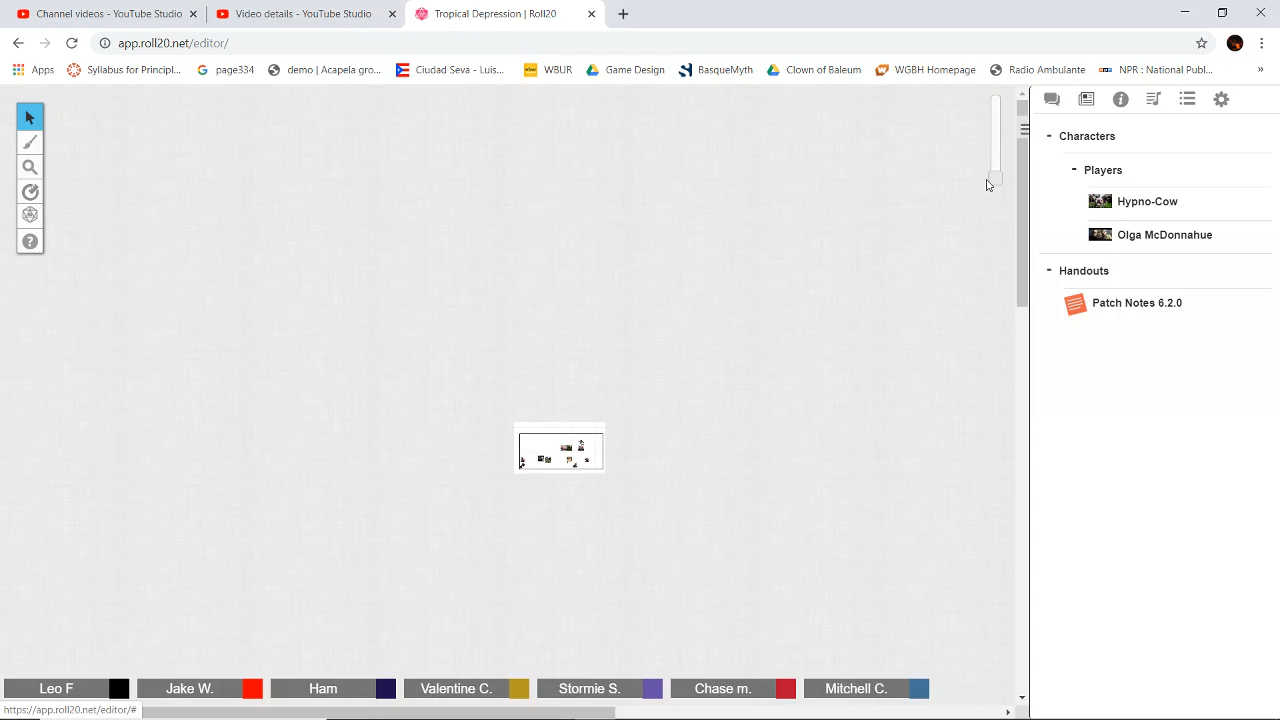 Channel videos - YouTube Studio
Video details - YouTube Studio
Tropical Depression | Roll20
app.roll20.net/editor/
Apps
Syllabus for Principl...
page334
demo | Acapela gro...
Ciudad Seva - Luis...
WBUR
Game Design
BasqueMyth
Clown of Babam
WGBH Homepage
Radio Ambulante
NPR : National Publ...
Characters
Players
Hypno-Cow
Olga McDonnahue
Handouts
Patch Notes 6.2.0
Leo F
Jake W.
Ham
Valentine C.
Stormie S.
Chase m.
Mitchell C.
https://app.roll20.net/editor/#